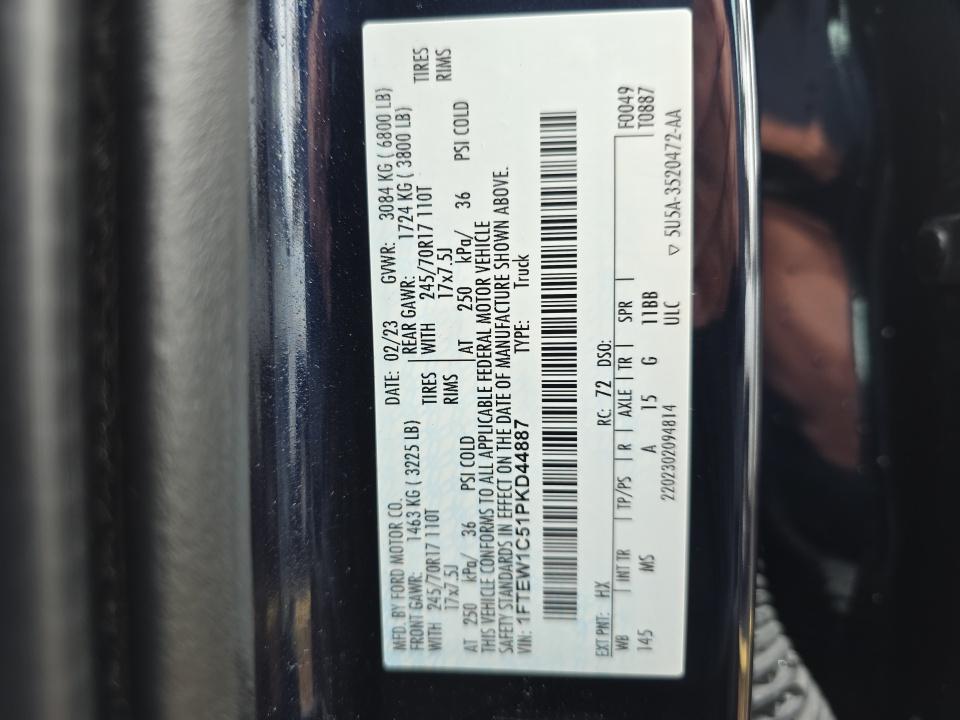 MFD. BY FORD MOTOR CO. DATE: 02/23 GVWR: 3084 KG ( 6800 LB)
FRONT GAWR: 1463 KG ( 3225 LB) REAR GAWR: 1724 KG ( 3800 LB)
WITH 245/70R17 110T TIRES WITH 245/70R17 110T TIRES
17x7.5J RIMS 17x7.5J RIMS
AT 250 kPa/ 36 PSI COLD AT 250 kPa/ 36 PSI COLD
THIS VEHICLE CONFORMS TO ALL APPLICABLE FEDERAL MOTOR VEHICLE
SAFETY STANDARDS IN EFFECT ON THE DATE OF MANUFACTURE SHOWN ABOVE.
VIN: 1FTEW1C51PKD44887 TYPE: Truck
EXT PNT: HX RC: 72 DSO: F0049
WB INT TR TP/PS R AXLE TR SPR T0887
145 MS A 15 G 11BB
2202302094814 ULC ▽ 5U5A-3520472-AA